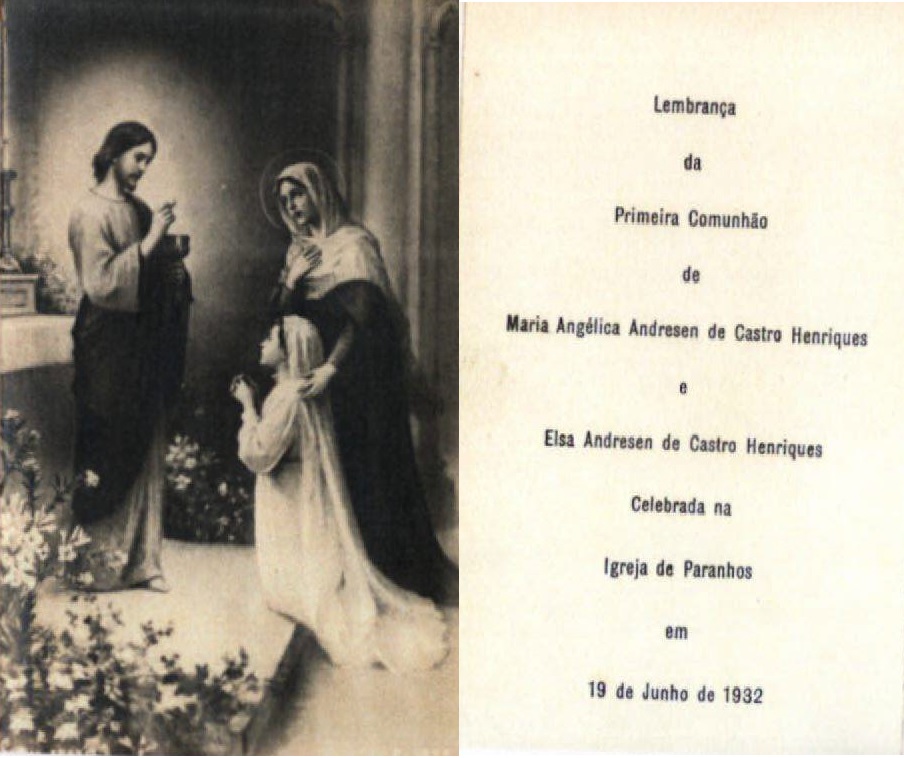 Lembrança
da
Primeira Comunhão
de
Maria Angélica Andresen de Castro Henriques
e
Elsa Andresen de Castro Henriques
Celebrada na
Igreja de Paranhos
em
19 de Junho de 1932